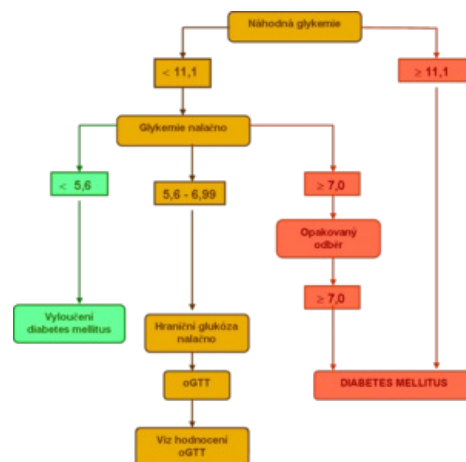 Náhodná glykemie
< 11,1
≥ 11,1
Glykemie nalačno
< 5,6
5,6 - 6,99
≥ 7,0
Opakovaný
odběr
≥ 7,0
Vyloučení
diabetes mellitus
Hraniční glukóza
nalačno
oGTT
DIABETES MELLITUS
Viz hodnocení
oGTT